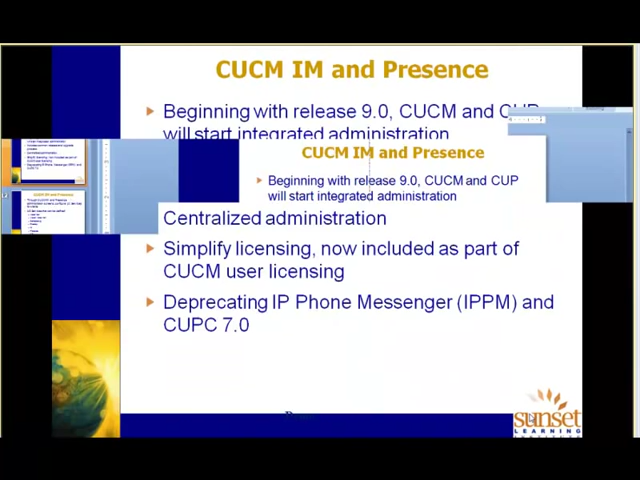 CUCM IM and Presence
Beginning with release 9.0, CUCM and CUP
will start integrated administration
CUCM IM and Presence
Beginning with release 9.0, CUCM and CUP
will start integrated administration
Centralized administration
Simplify licensing, now included as part of
CUCM user licensing
Deprecating IP Phone Messenger (IPPM) and
CUPC 7.0
sunset
LEARNING